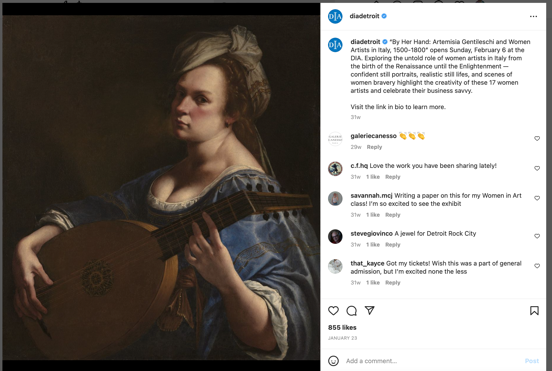 diadetroit
diadetroit "By Her Hand: Artemisia Gentileschi and Women
Artists in Italy, 1500-1800" opens Sunday, February 6 at the
DIA. Exploring the untold role of women artists in Italy from
the birth of the Renaissance until the Enlightenment —
confident still portraits, realistic still lifes, and scenes
of women bravery highlight the creativity of these 17 women
artists and celebrate their business savvy.
Visit the link in bio to learn more.
31w
galeriecanesso 👏👏👏
29w Reply
c.f.hq Love the work you have been sharing lately!
31w 1 like Reply
savannah.mcj Writing a paper on this for my Women in Art
class! I'm so excited to see the exhibit
31w 1 like Reply
stevegiovinco A jewel for Detroit Rock City
31w 1 like Reply
that_kayce Got my tickets! Wish this was a part of general
admission, but I'm excited none the less
31w 1 like Reply
855 likes
JANUARY 23
Add a comment...
Post